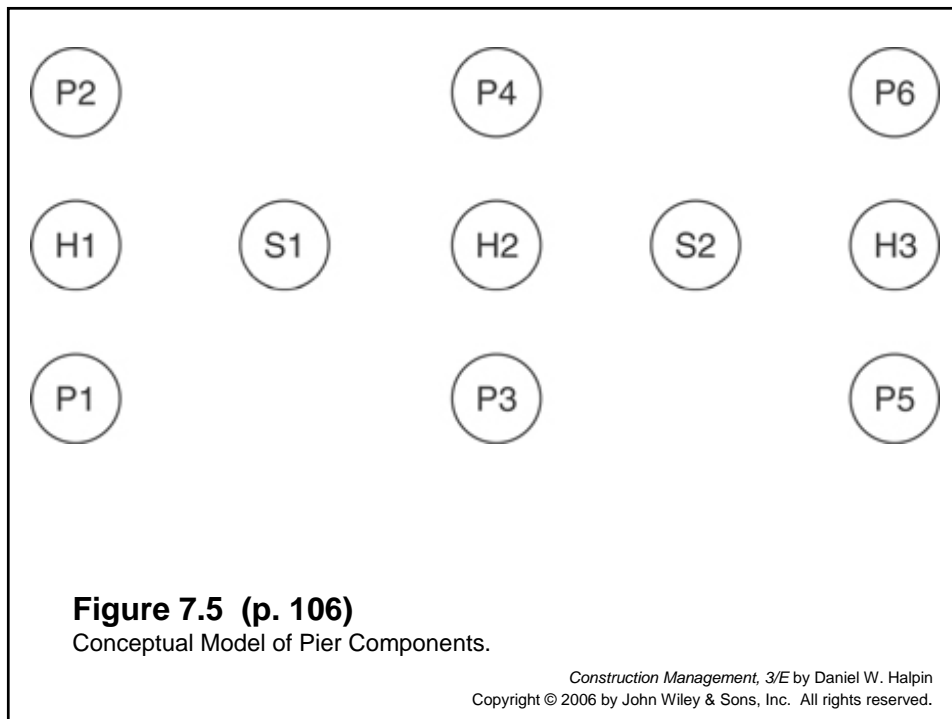 P2 P4 P6
H1 S1 H2 S2 H3
P1 P3 P5
Figure 7.5 (p. 106)
Conceptual Model of Pier Components.
Construction Management, 3/E by Daniel W. Halpin
Copyright © 2006 by John Wiley & Sons, Inc. All rights reserved.